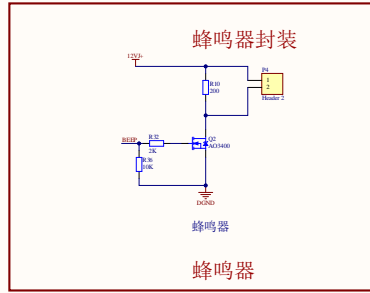 蜂鸣器封装
12VJ+
P4
R10
200
1
2
Header 2
BEEP
R32
2K
Q2
AO3400
R36
10K
DGND
蜂鸣器
蜂鸣器